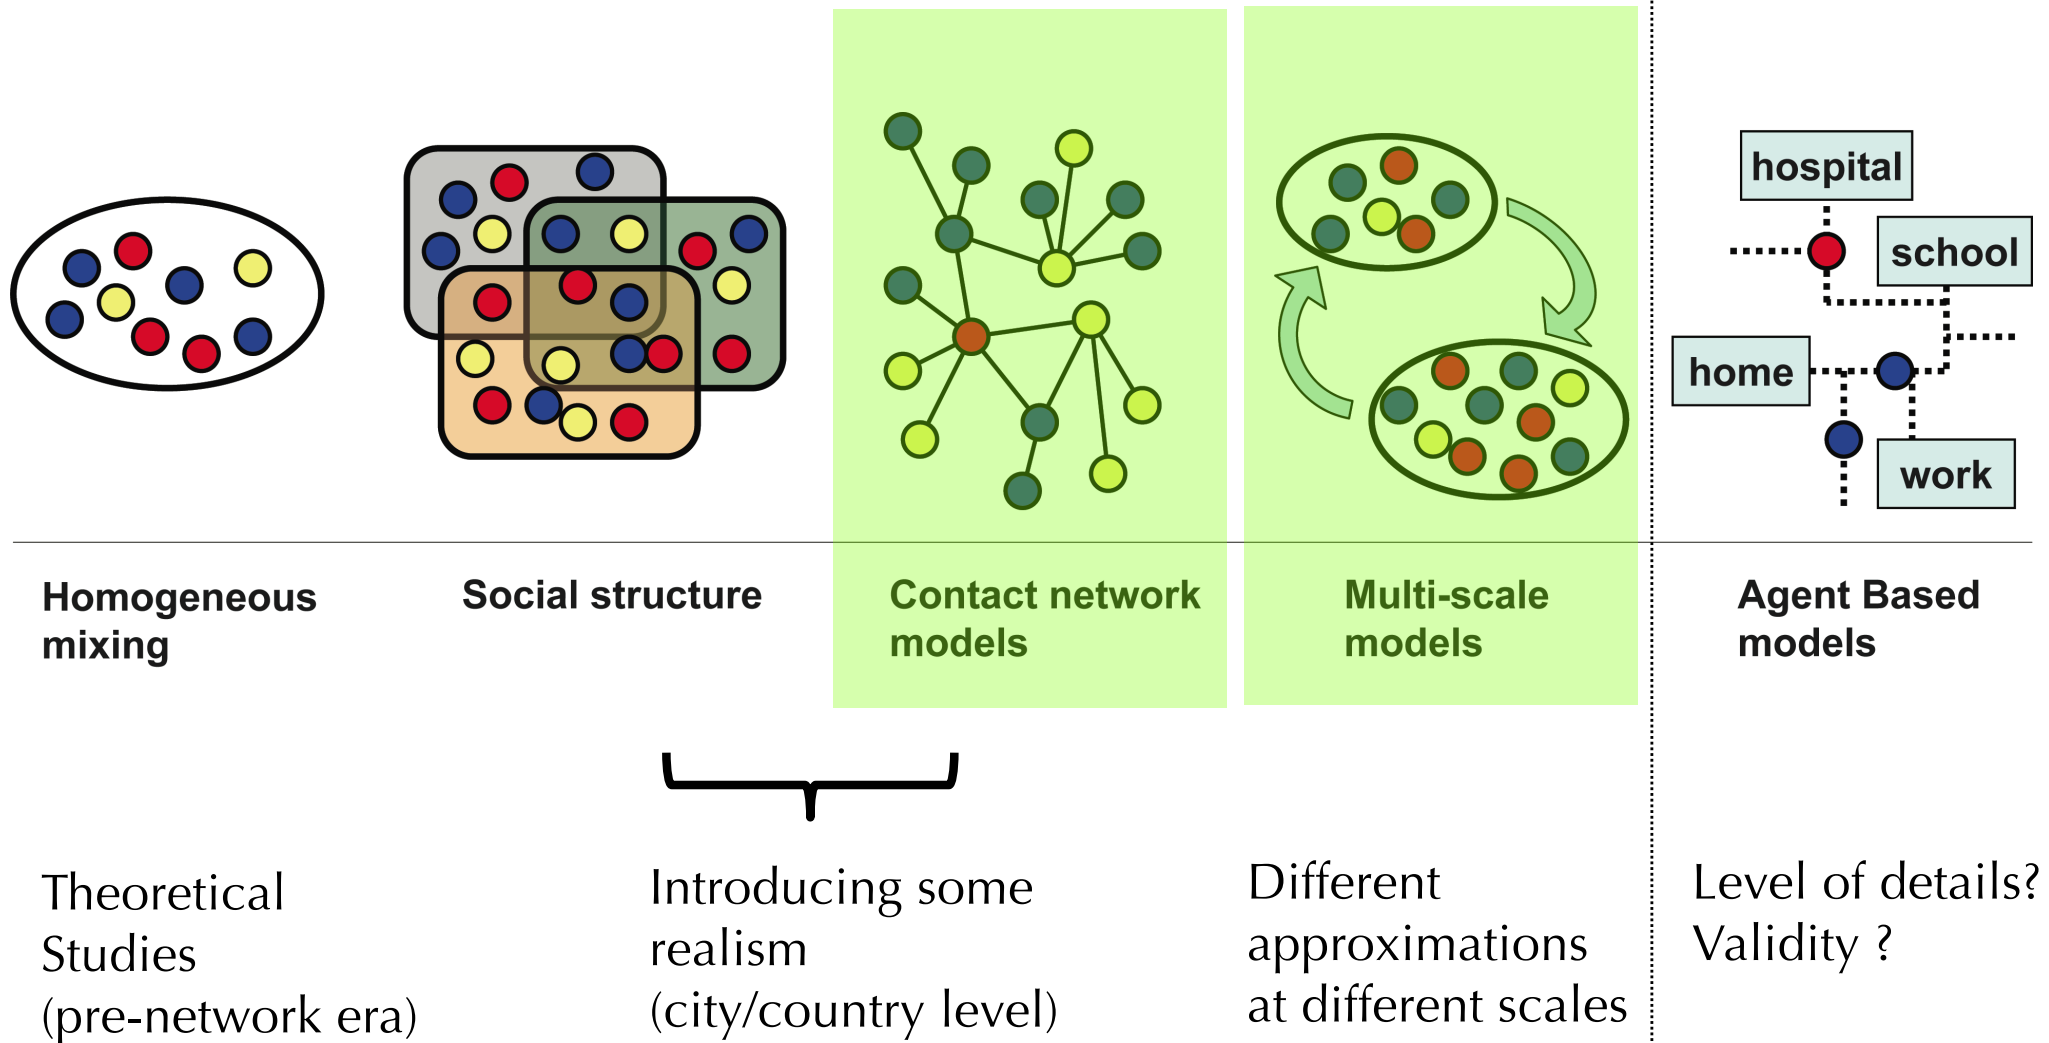 hospital
school
home
work
Homogeneous
mixing
Social structure
Contact network
models
Multi-scale
models
Agent Based
models
Theoretical
Studies
(pre-network era)
Introducing some
realism
(city/country level)
Different
approximations
at different scales
Level of details?
Validity ?